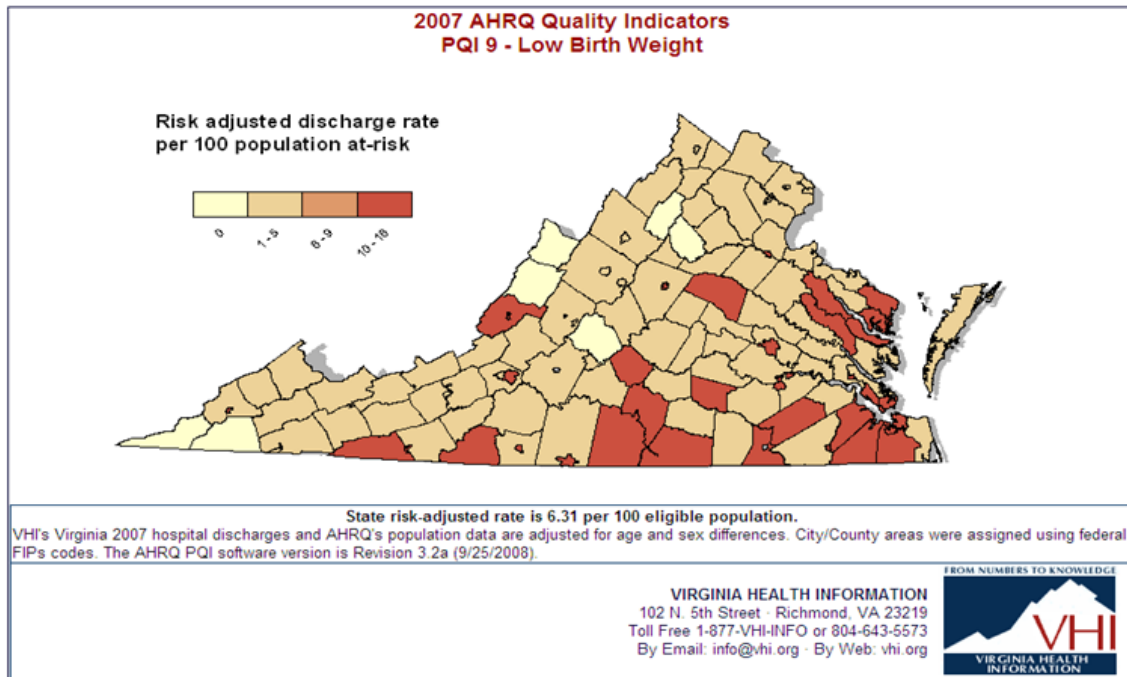 2007 AHRQ Quality Indicators
PQI 9 - Low Birth Weight
Risk adjusted discharge rate
per 100 population at-risk
0
1 - 5
6 - 9
10 - 16
State risk-adjusted rate is 6.31 per 100 eligible population.
VHI's Virginia 2007 hospital discharges and AHRQ's population data are adjusted for age and sex differences. City/County areas were assigned using federal
FIPs codes. The AHRQ PQI software version is Revision 3.2a (9/25/2008).
FROM NUMBERS TO KNOWLEDGE
VIRGINIA HEALTH INFORMATION
102 N. 5th Street · Richmond, VA 23219
Toll Free 1-877-VHI-INFO or 804-643-5573
By Email: info@vhi.org · By Web: vhi.org
VHI
VIRGINIA HEALTH
INFORMATION